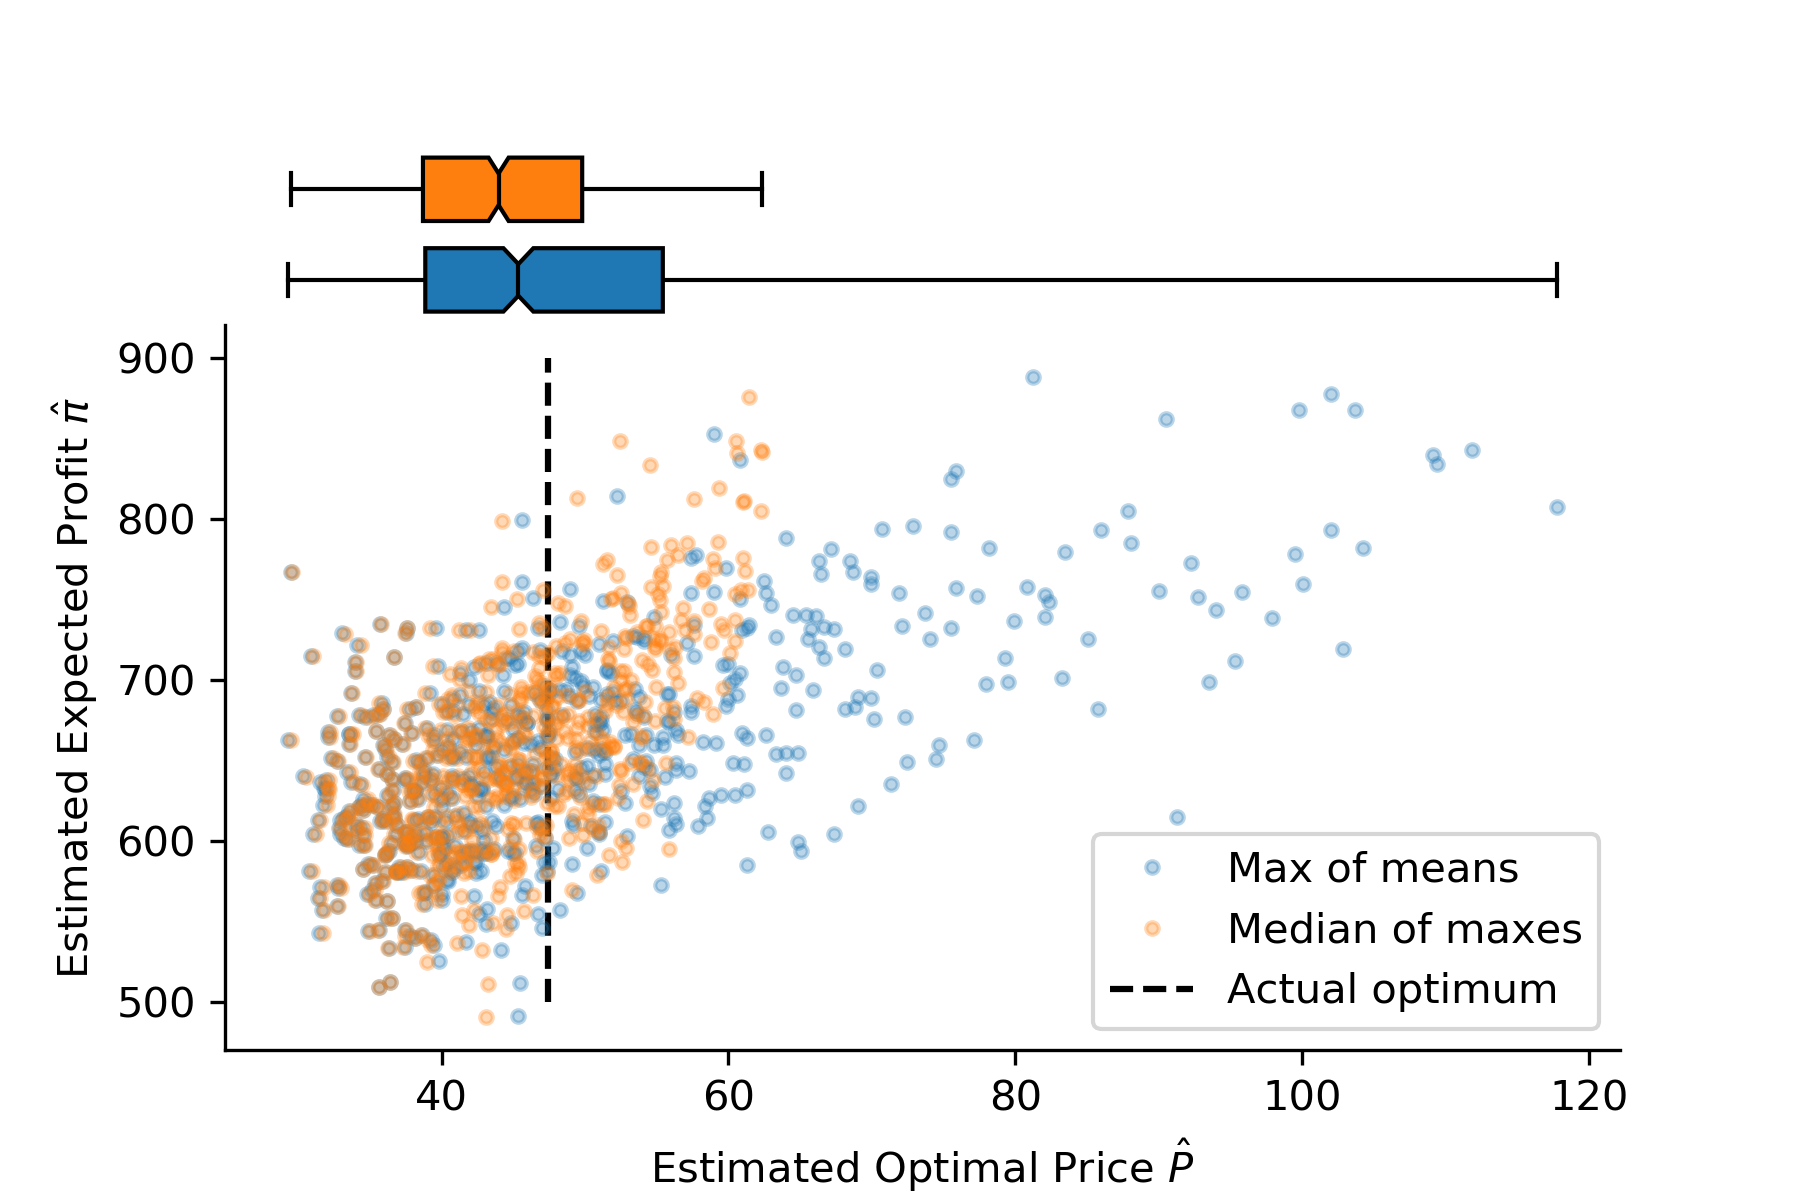 900
800
700
600
500
Estimated Expected Profit π̂
40 60 80 100 120
Estimated Optimal Price P̂
Max of means
Median of maxes
Actual optimum